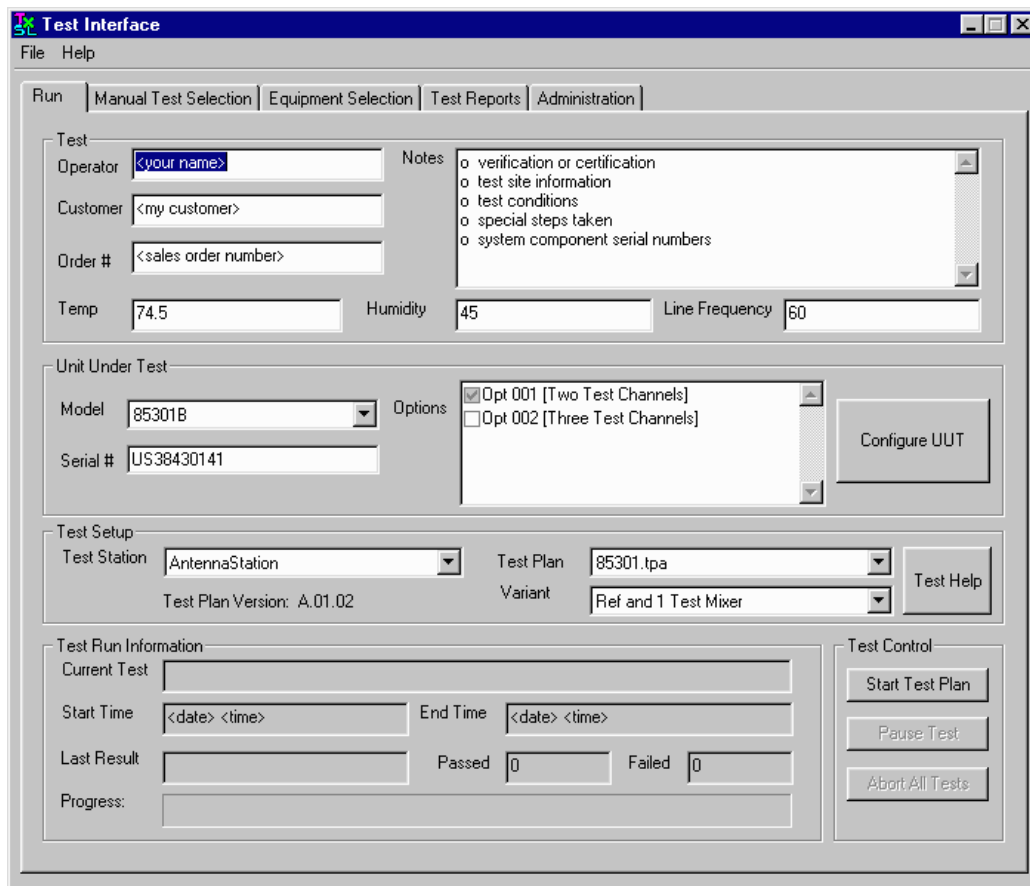 Test Interface
File Help
Run Manual Test Selection Equipment Selection Test Reports Administration
Test
Operator <your name>
Customer <my customer>
Order # <sales order number>
Notes
o verification or certification
o test site information
o test conditions
o special steps taken
o system component serial numbers
Temp 74.5 Humidity 45 Line Frequency 60
Unit Under Test
Model 85301B
Serial # US38430141
Options
Opt 001 [Two Test Channels]
Opt 002 [Three Test Channels]
Configure UUT
Test Setup
Test Station AntennaStation
Test Plan Version: A.01.02
Test Plan 85301.tpa
Variant Ref and 1 Test Mixer
Test Help
Test Run Information
Current Test
Start Time <date> <time> End Time <date> <time>
Last Result Passed 0 Failed 0
Progress:
Test Control
Start Test Plan
Pause Test
Abort All Tests